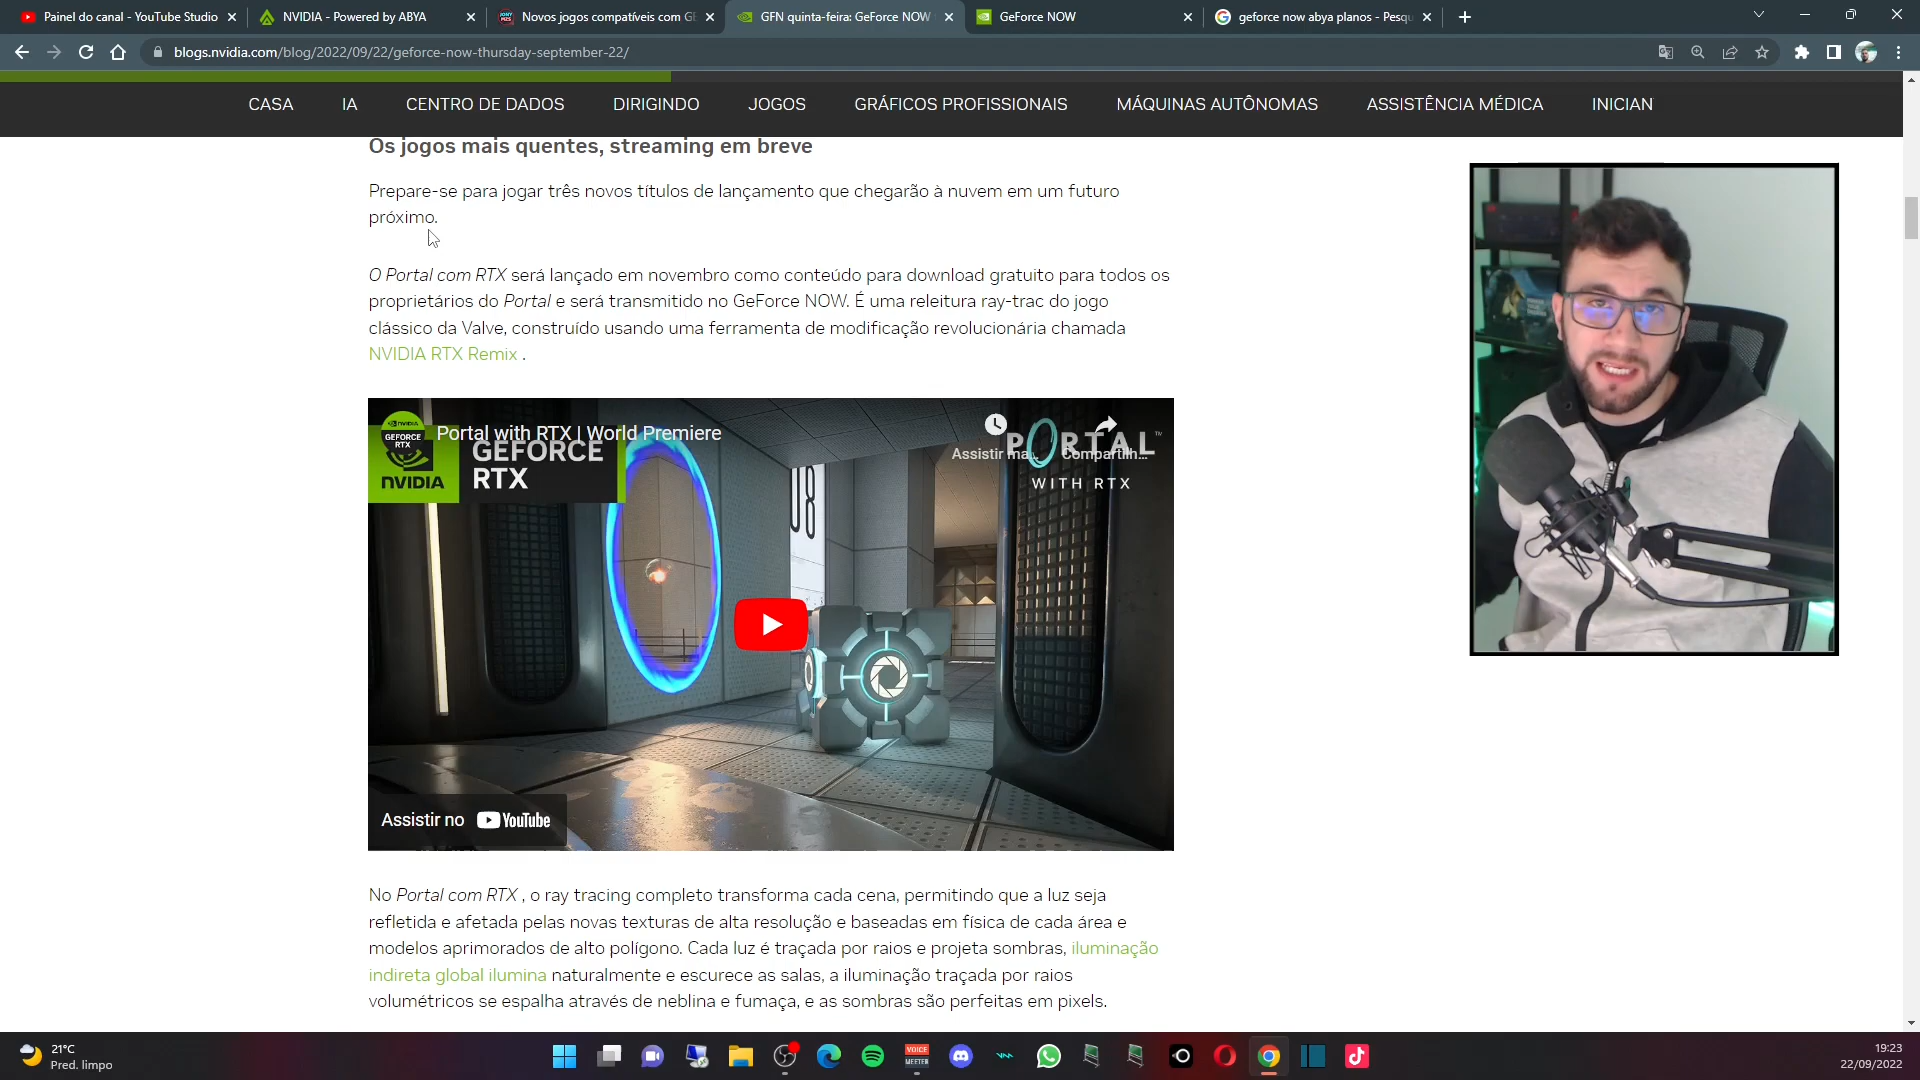 Painel do canal - YouTube Studio
NVIDIA - Powered by ABYA
Novos jogos compatíveis com GE
GFN quinta-feira: GeForce NOW
GeForce NOW
geforce now abya planos - Pesqu
blogs.nvidia.com/blog/2022/09/22/geforce-now-thursday-september-22/
CASA IA CENTRO DE DADOS DIRIGINDO JOGOS GRÁFICOS PROFISSIONAIS MÁQUINAS AUTÔNOMAS ASSISTÊNCIA MÉDICA INICIAN
Os jogos mais quentes, streaming em breve
Prepare-se para jogar três novos títulos de lançamento que chegarão à nuvem em um futuro
próximo.
O Portal com RTX será lançado em novembro como conteúdo para download gratuito para todos os
proprietários do Portal e será transmitido no GeForce NOW. É uma releitura ray-trac do jogo
clássico da Valve, construído usando uma ferramenta de modificação revolucionária chamada
NVIDIA RTX Remix .
NVIDIA
GEFORCE
RTX
Portal with RTX | World Premiere
NVIDIA
GEFORCE
RTX
Assistir ma...
Compartilh...
PORTAL™
WITH RTX
Assistir no YouTube
No Portal com RTX , o ray tracing completo transforma cada cena, permitindo que a luz seja
refletida e afetada pelas novas texturas de alta resolução e baseadas em física de cada área e
modelos aprimorados de alto polígono. Cada luz é traçada por raios e projeta sombras, iluminação
indireta global ilumina naturalmente e escurece as salas, a iluminação traçada por raios
volumétricos se espalha através de neblina e fumaça, e as sombras são perfeitas em pixels.
21°C
Pred. limpo
VOICE
MEETER
19:23
22/09/2022